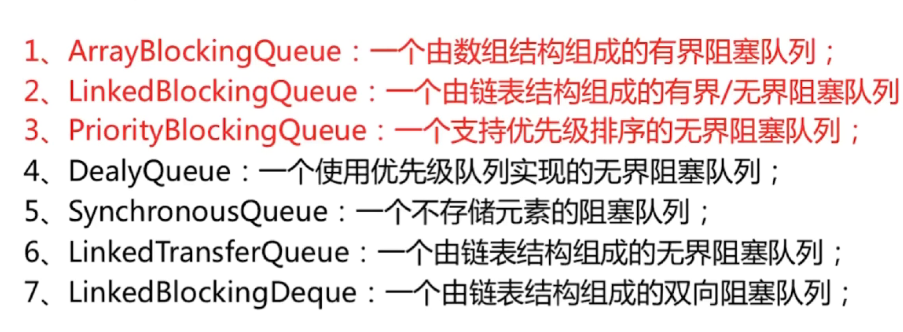 1、ArrayBlockingQueue：一个由数组结构组成的有界阻塞队列；
2、LinkedBlockingQueue：一个由链表结构组成的有界/无界阻塞队列
3、PriorityBlockingQueue：一个支持优先级排序的无界阻塞队列；
4、DealyQueue：一个使用优先级队列实现的无界阻塞队列；
5、SynchronousQueue：一个不存储元素的阻塞队列；
6、LinkedTransferQueue：一个由链表结构组成的无界阻塞队列；
7、LinkedBlockingDeque：一个由链表结构组成的双向阻塞队列；